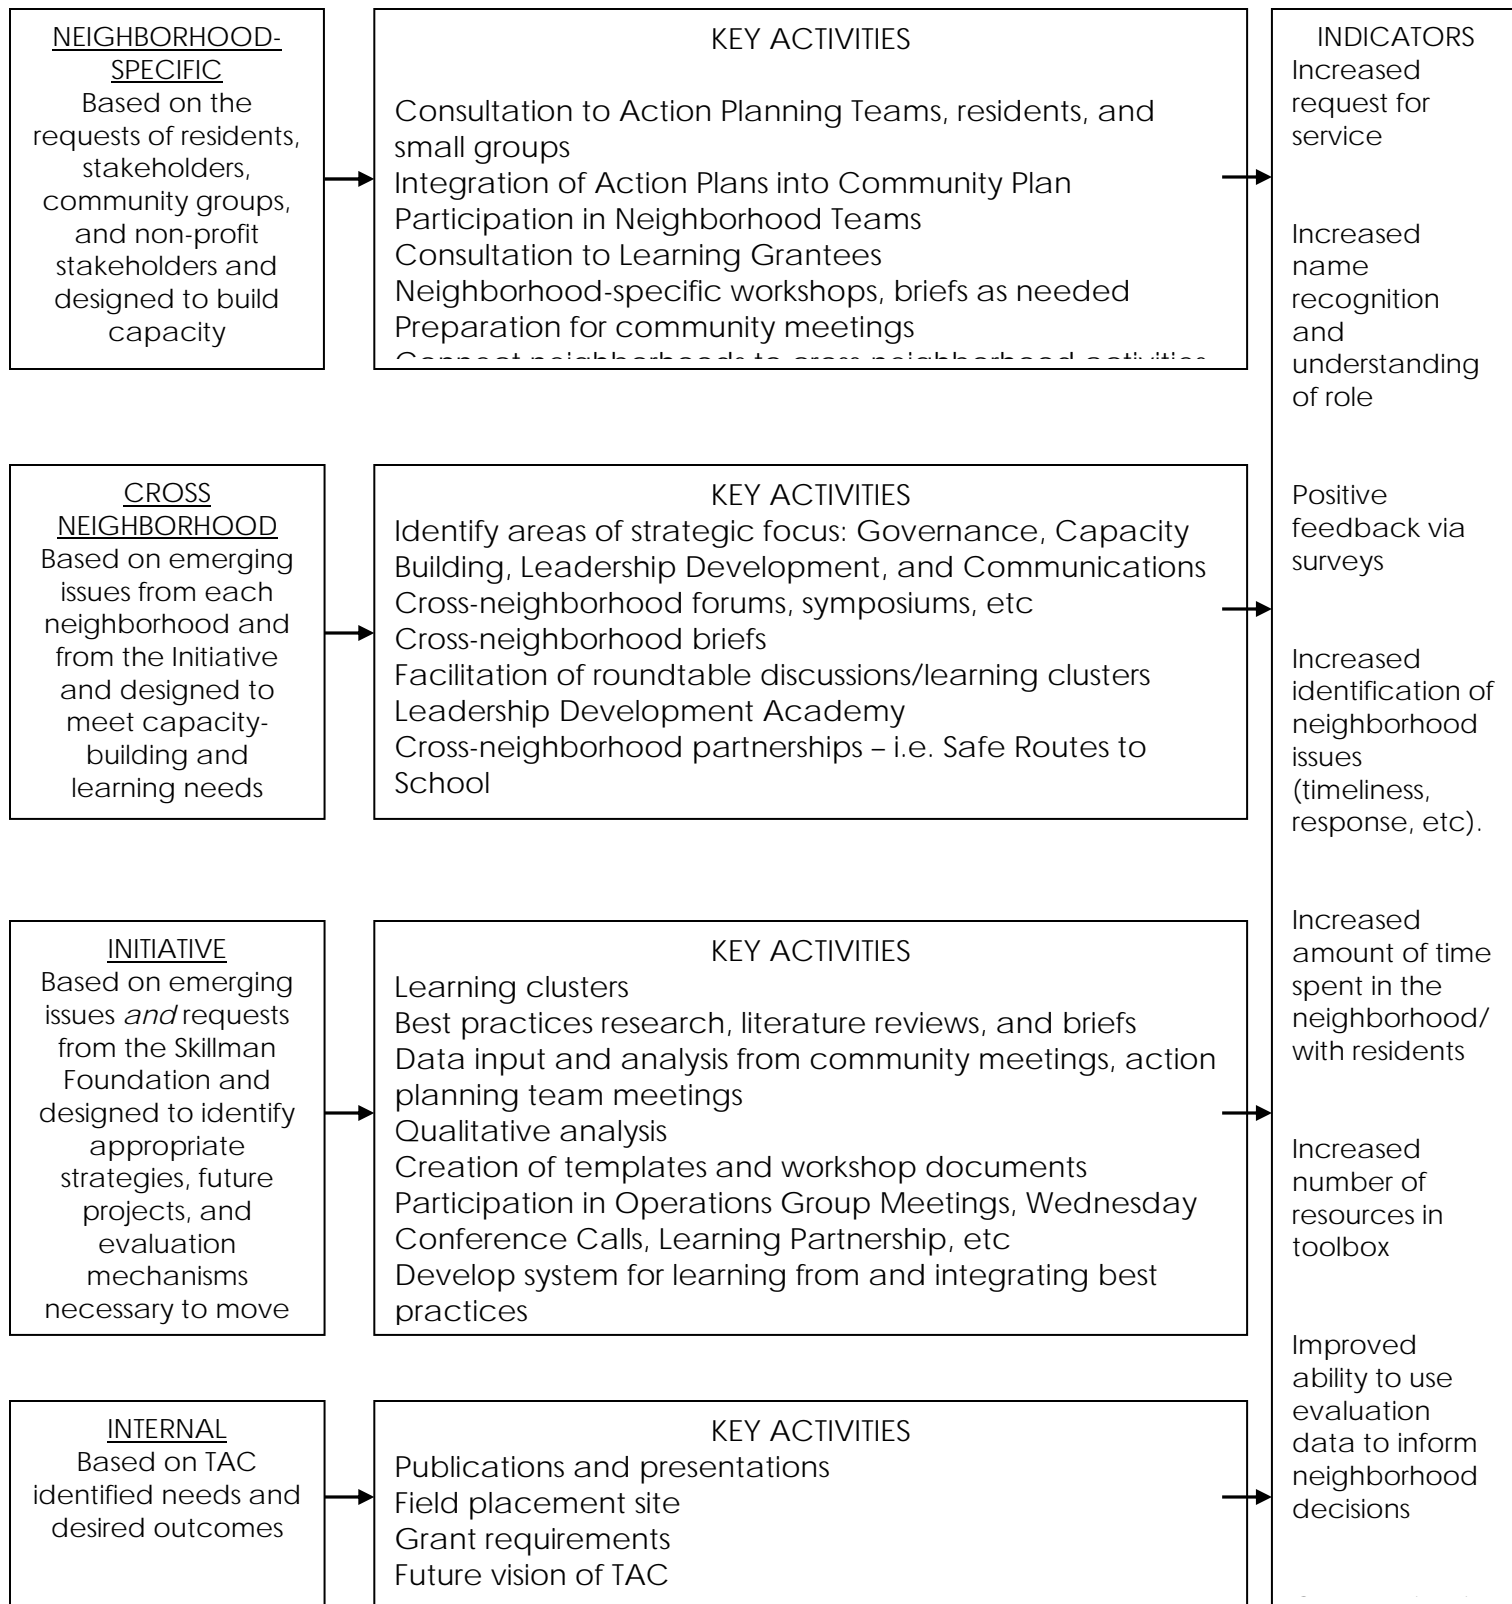 NEIGHBORHOOD-
SPECIFIC
Based on the
requests of residents,
stakeholders,
community groups,
and non-profit
stakeholders and
designed to build
capacity
KEY ACTIVITIES
Consultation to Action Planning Teams, residents, and
small groups
Integration of Action Plans into Community Plan
Participation in Neighborhood Teams
Consultation to Learning Grantees
Neighborhood-specific workshops, briefs as needed
Preparation for community meetings
Connect neighborhoods to cross-neighborhood activities
CROSS
NEIGHBORHOOD
Based on emerging
issues from each
neighborhood and
from the Initiative
and designed to
meet capacity-
building and
learning needs
KEY ACTIVITIES
Identify areas of strategic focus: Governance, Capacity
Building, Leadership Development, and Communications
Cross-neighborhood forums, symposiums, etc
Cross-neighborhood briefs
Facilitation of roundtable discussions/learning clusters
Leadership Development Academy
Cross-neighborhood partnerships – i.e. Safe Routes to
School
INITIATIVE
Based on emerging
issues and requests
from the Skillman
Foundation and
designed to identify
appropriate
strategies, future
projects, and
evaluation
mechanisms
necessary to move
KEY ACTIVITIES
Learning clusters
Best practices research, literature reviews, and briefs
Data input and analysis from community meetings, action
planning team meetings
Qualitative analysis
Creation of templates and workshop documents
Participation in Operations Group Meetings, Wednesday
Conference Calls, Learning Partnership, etc
Develop system for learning from and integrating best
practices
INTERNAL
Based on TAC
identified needs and
desired outcomes
KEY ACTIVITIES
Publications and presentations
Field placement site
Grant requirements
Future vision of TAC
INDICATORS
Increased
request for
service
Increased
name
recognition
and
understanding
of role
Positive
feedback via
surveys
Increased
identification of
neighborhood
issues
(timeliness,
response, etc).
Increased
amount of time
spent in the
neighborhood/
with residents
Increased
number of
resources in
toolbox
Improved
ability to use
evaluation
data to inform
neighborhood
decisions